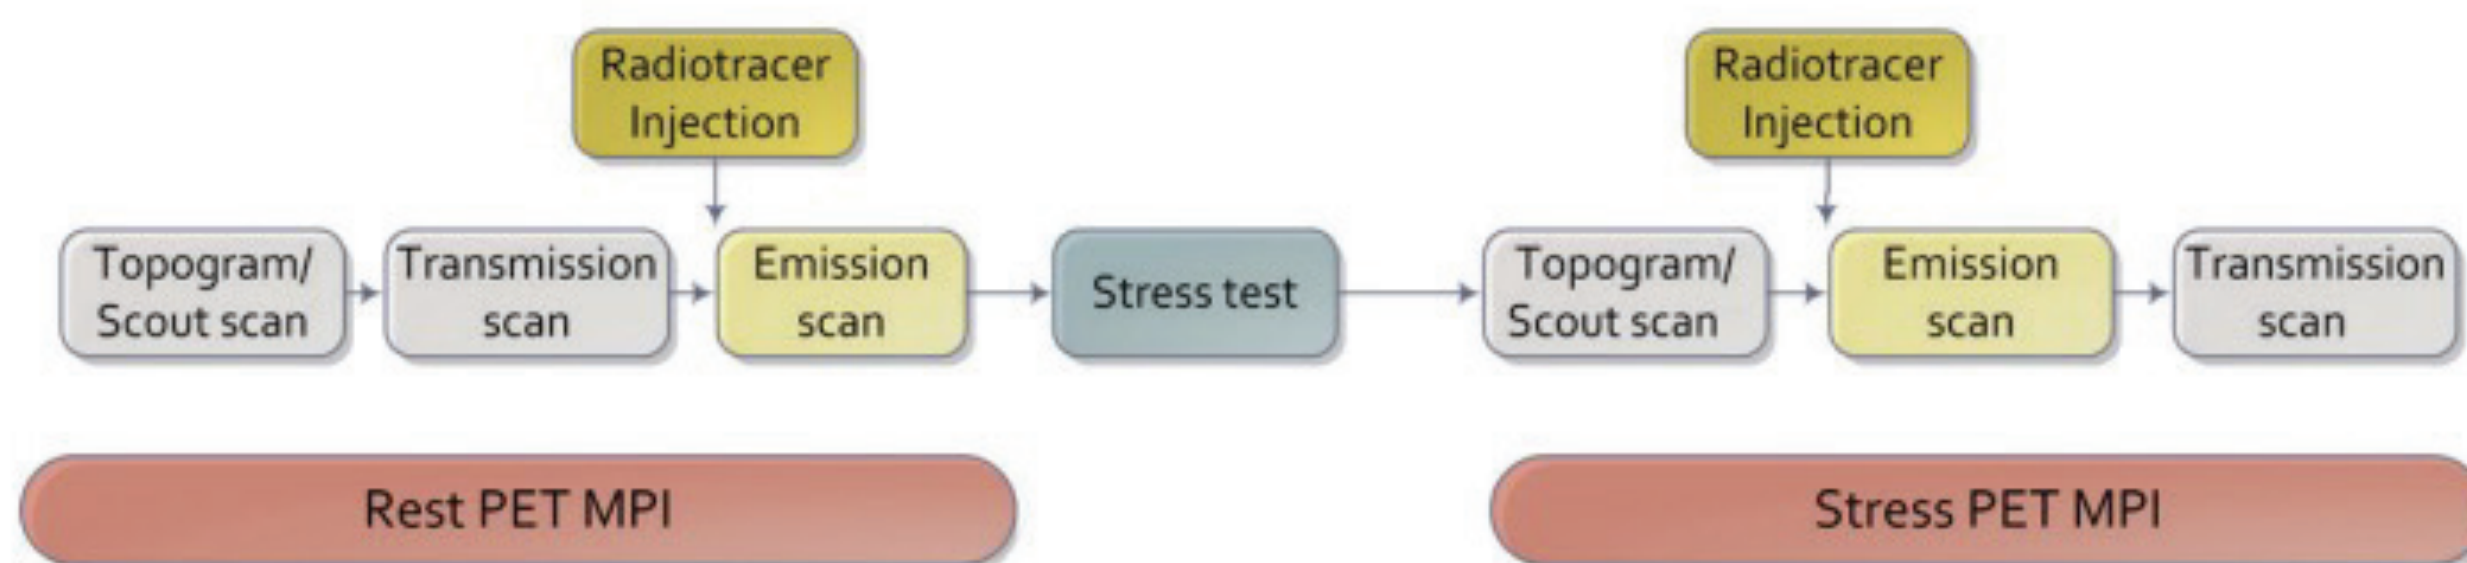 Radiotracer
Injection
Radiotracer
Injection
Topogram/
Scout scan
Transmission
scan
Emission
scan
Stress test
Topogram/
Scout scan
Emission
scan
Transmission
scan
Rest PET MPI
Stress PET MPI